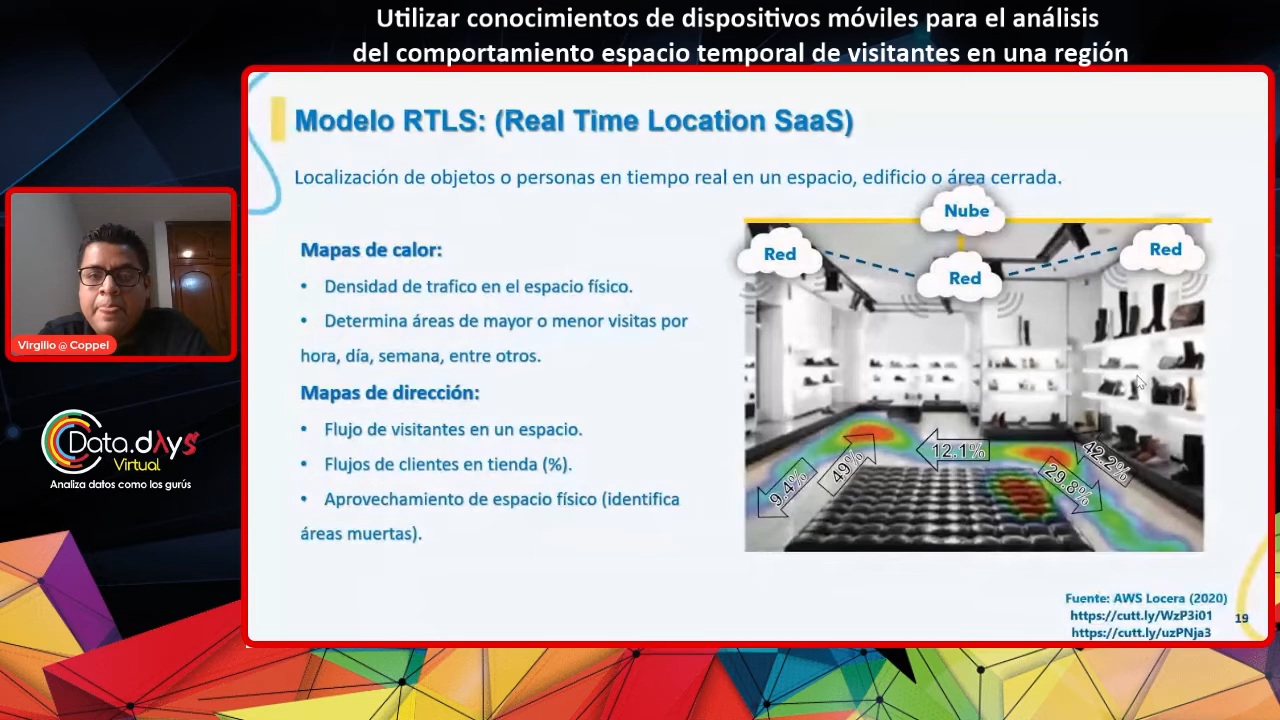 Utilizar conocimientos de dispositivos móviles para el análisis
del comportamiento espacio temporal de visitantes en una región
Modelo RTLS: (Real Time Location SaaS)
Localización de objetos o personas en tiempo real en un espacio, edificio o área cerrada.
Mapas de calor:
• Densidad de trafico en el espacio físico.
• Determina áreas de mayor o menor visitas por
hora, día, semana, entre otros.
Mapas de dirección:
• Flujo de visitantes en un espacio.
• Flujos de clientes en tienda (%).
• Aprovechamiento de espacio físico (identifica
áreas muertas).
Nube
Red
Red
Red
9.4%
49%
12.1%
29.8%
42.2%
Fuente: AWS Locera (2020)
https://cutt.ly/WzP3i01
https://cutt.ly/uzPNja3
19
Virgilio @ Coppel
Data.dAys
Virtual
Analiza datos como los gurús